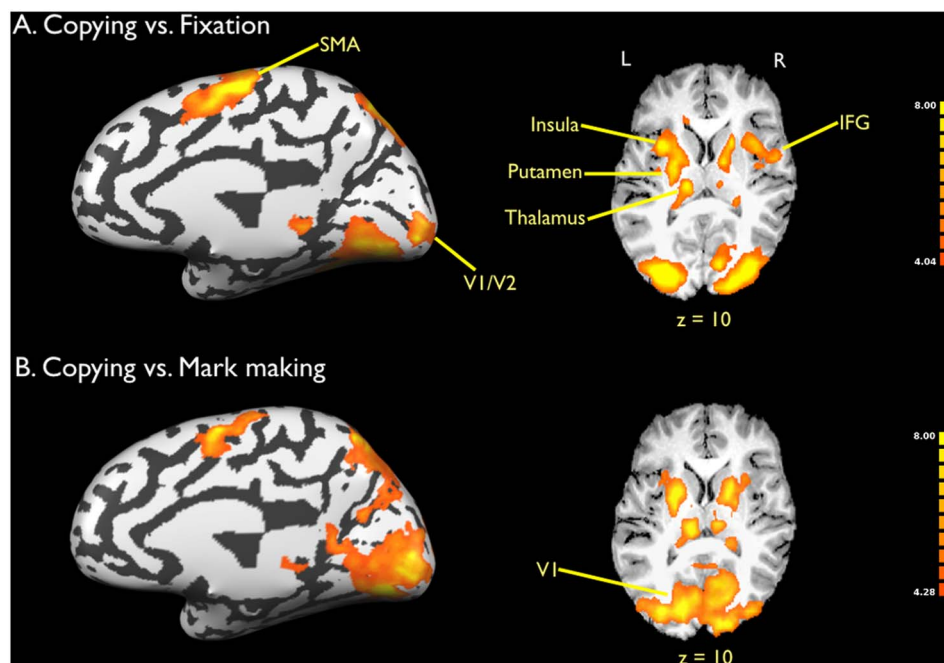 A. Copying vs. Fixation
SMA
L
R
8.00
Insula
IFG
Putamen
Thalamus
4.04
V1/V2
z = 10
B. Copying vs. Mark making
8.00
V1
4.28
z = 10